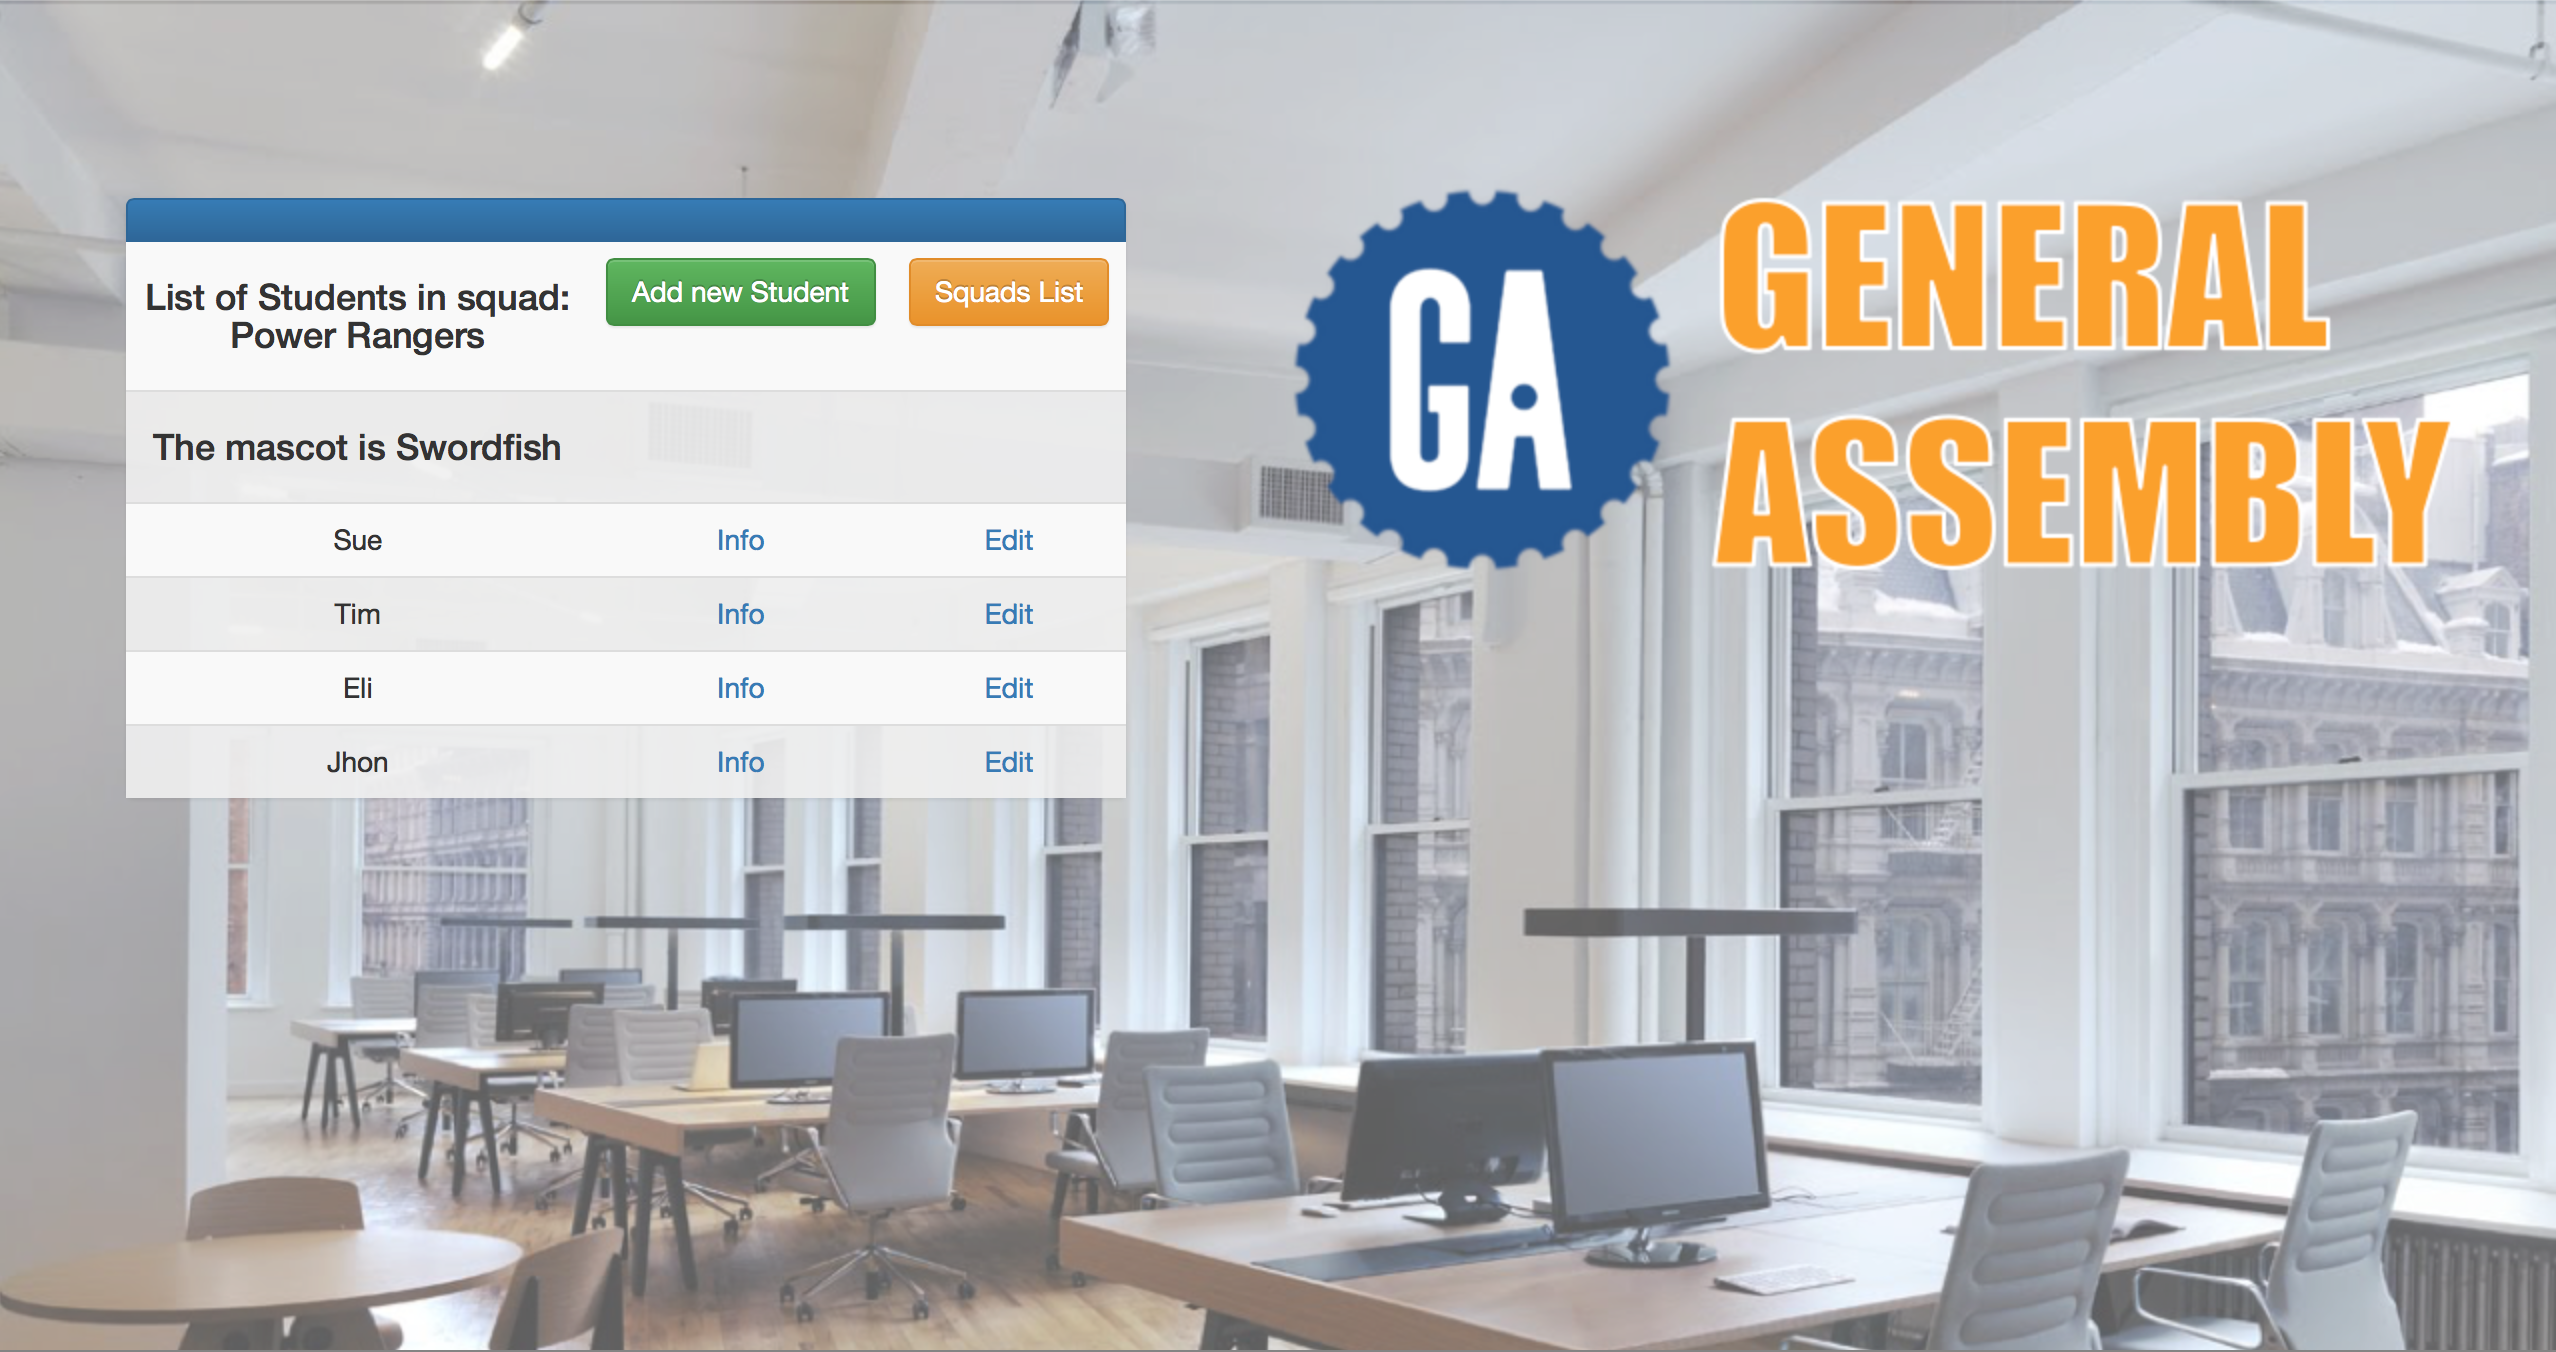 List of Students in squad:
Power Rangers
Add new Student
Squads List
The mascot is Swordfish
Sue Info Edit
Tim Info Edit
Eli Info Edit
Jhon Info Edit
GA
GENERAL
ASSEMBLY